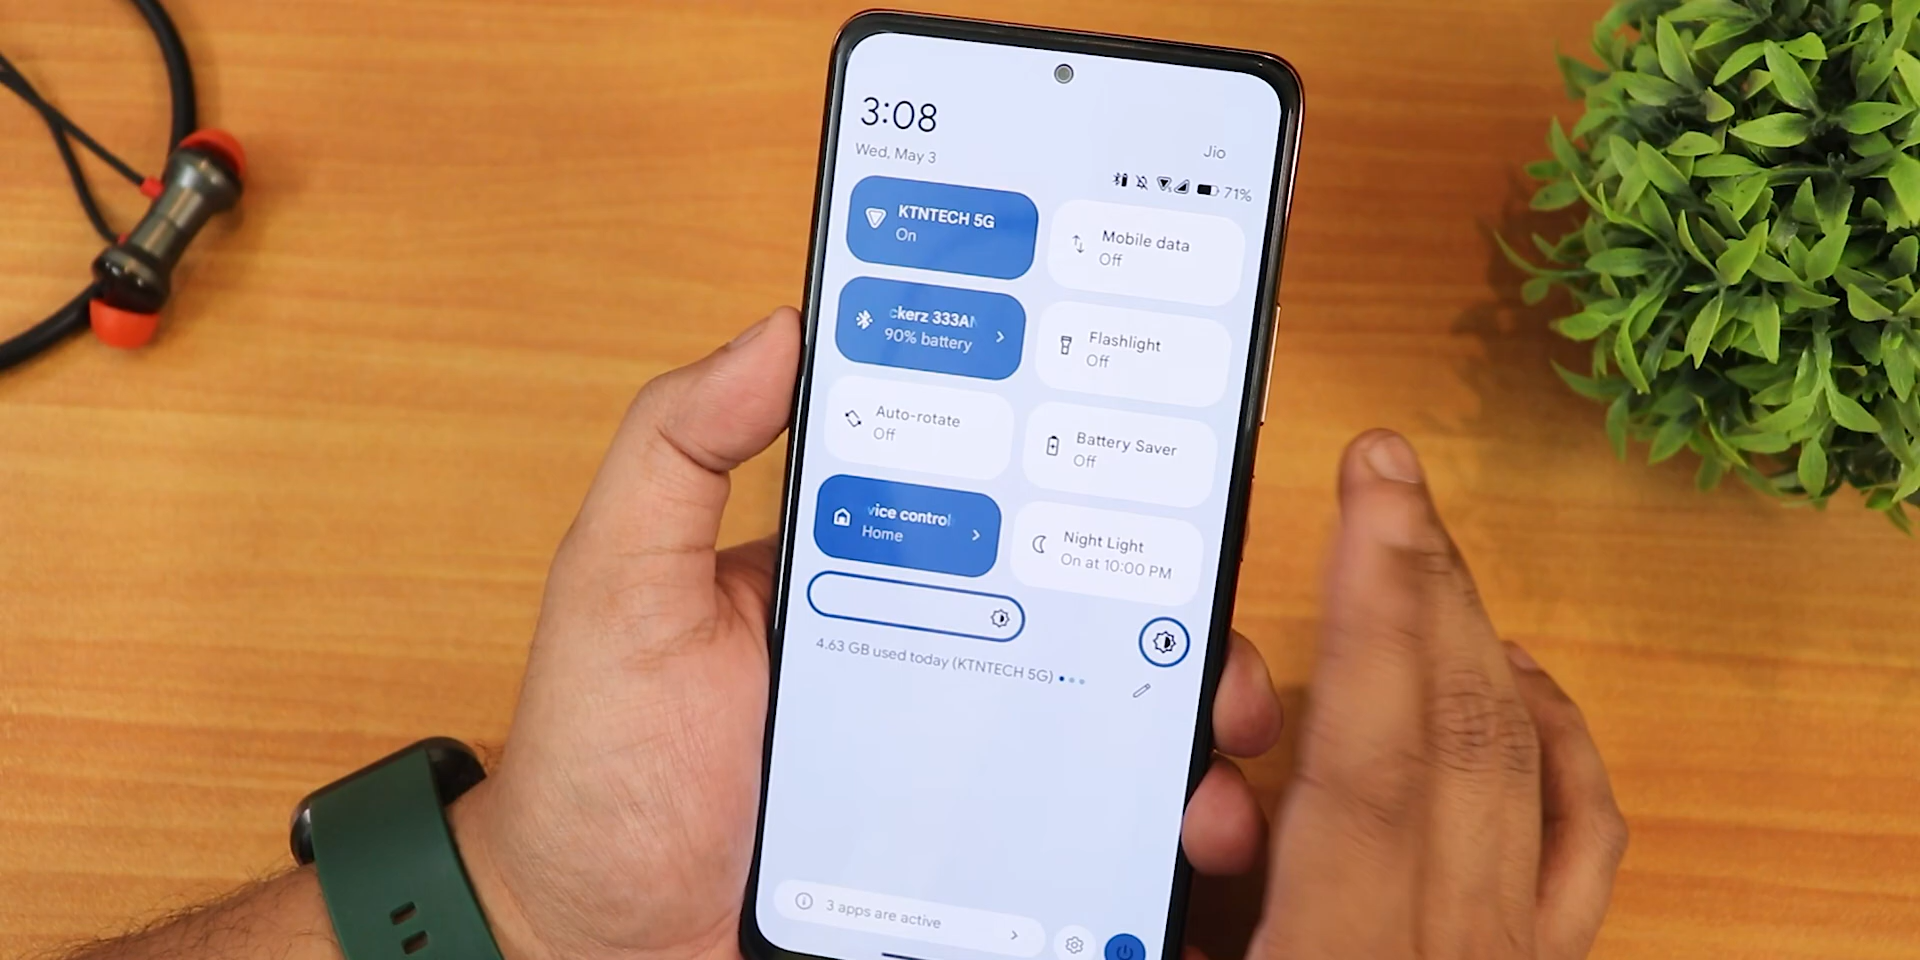 3:08
Wed, May 3
Jio
71%
KTNTECH 5G
On
Mobile data
Off
ckerz 333AN
90% battery
Flashlight
Off
Auto-rotate
Off
Battery Saver
Off
vice control
Home
Night Light
On at 10:00 PM
4.63 GB used today (KTNTECH 5G)
3 apps are active